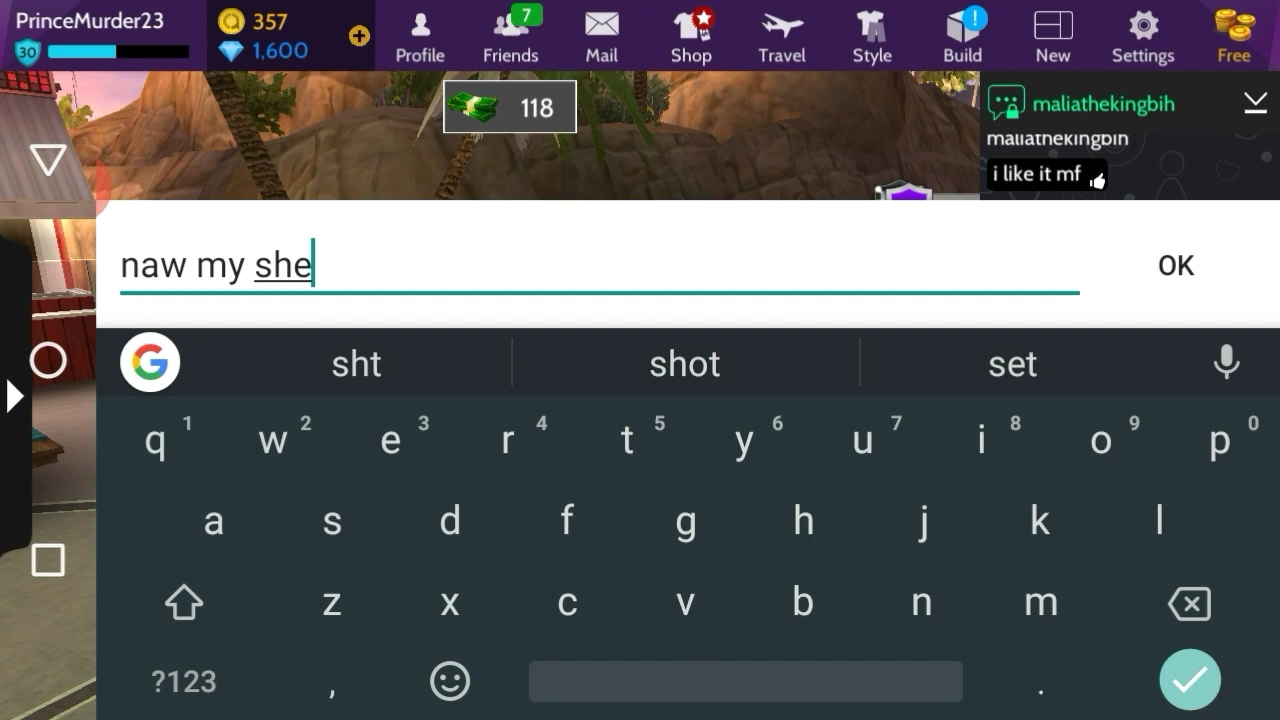 PrinceMurder23
30
357
1,600
7
Profile
Friends
Mail
Shop
Travel
Style
!
Build
New
Settings
Free
118
maliathekingbih
maliathekingbih
i like it mf
naw my she
OK
G
sht
shot
set
q 1 w 2 e 3 r 4 t 5 y 6 u 7 i 8 o 9 p 0
a s d f g h j k l
z x c v b n m
?123 , .